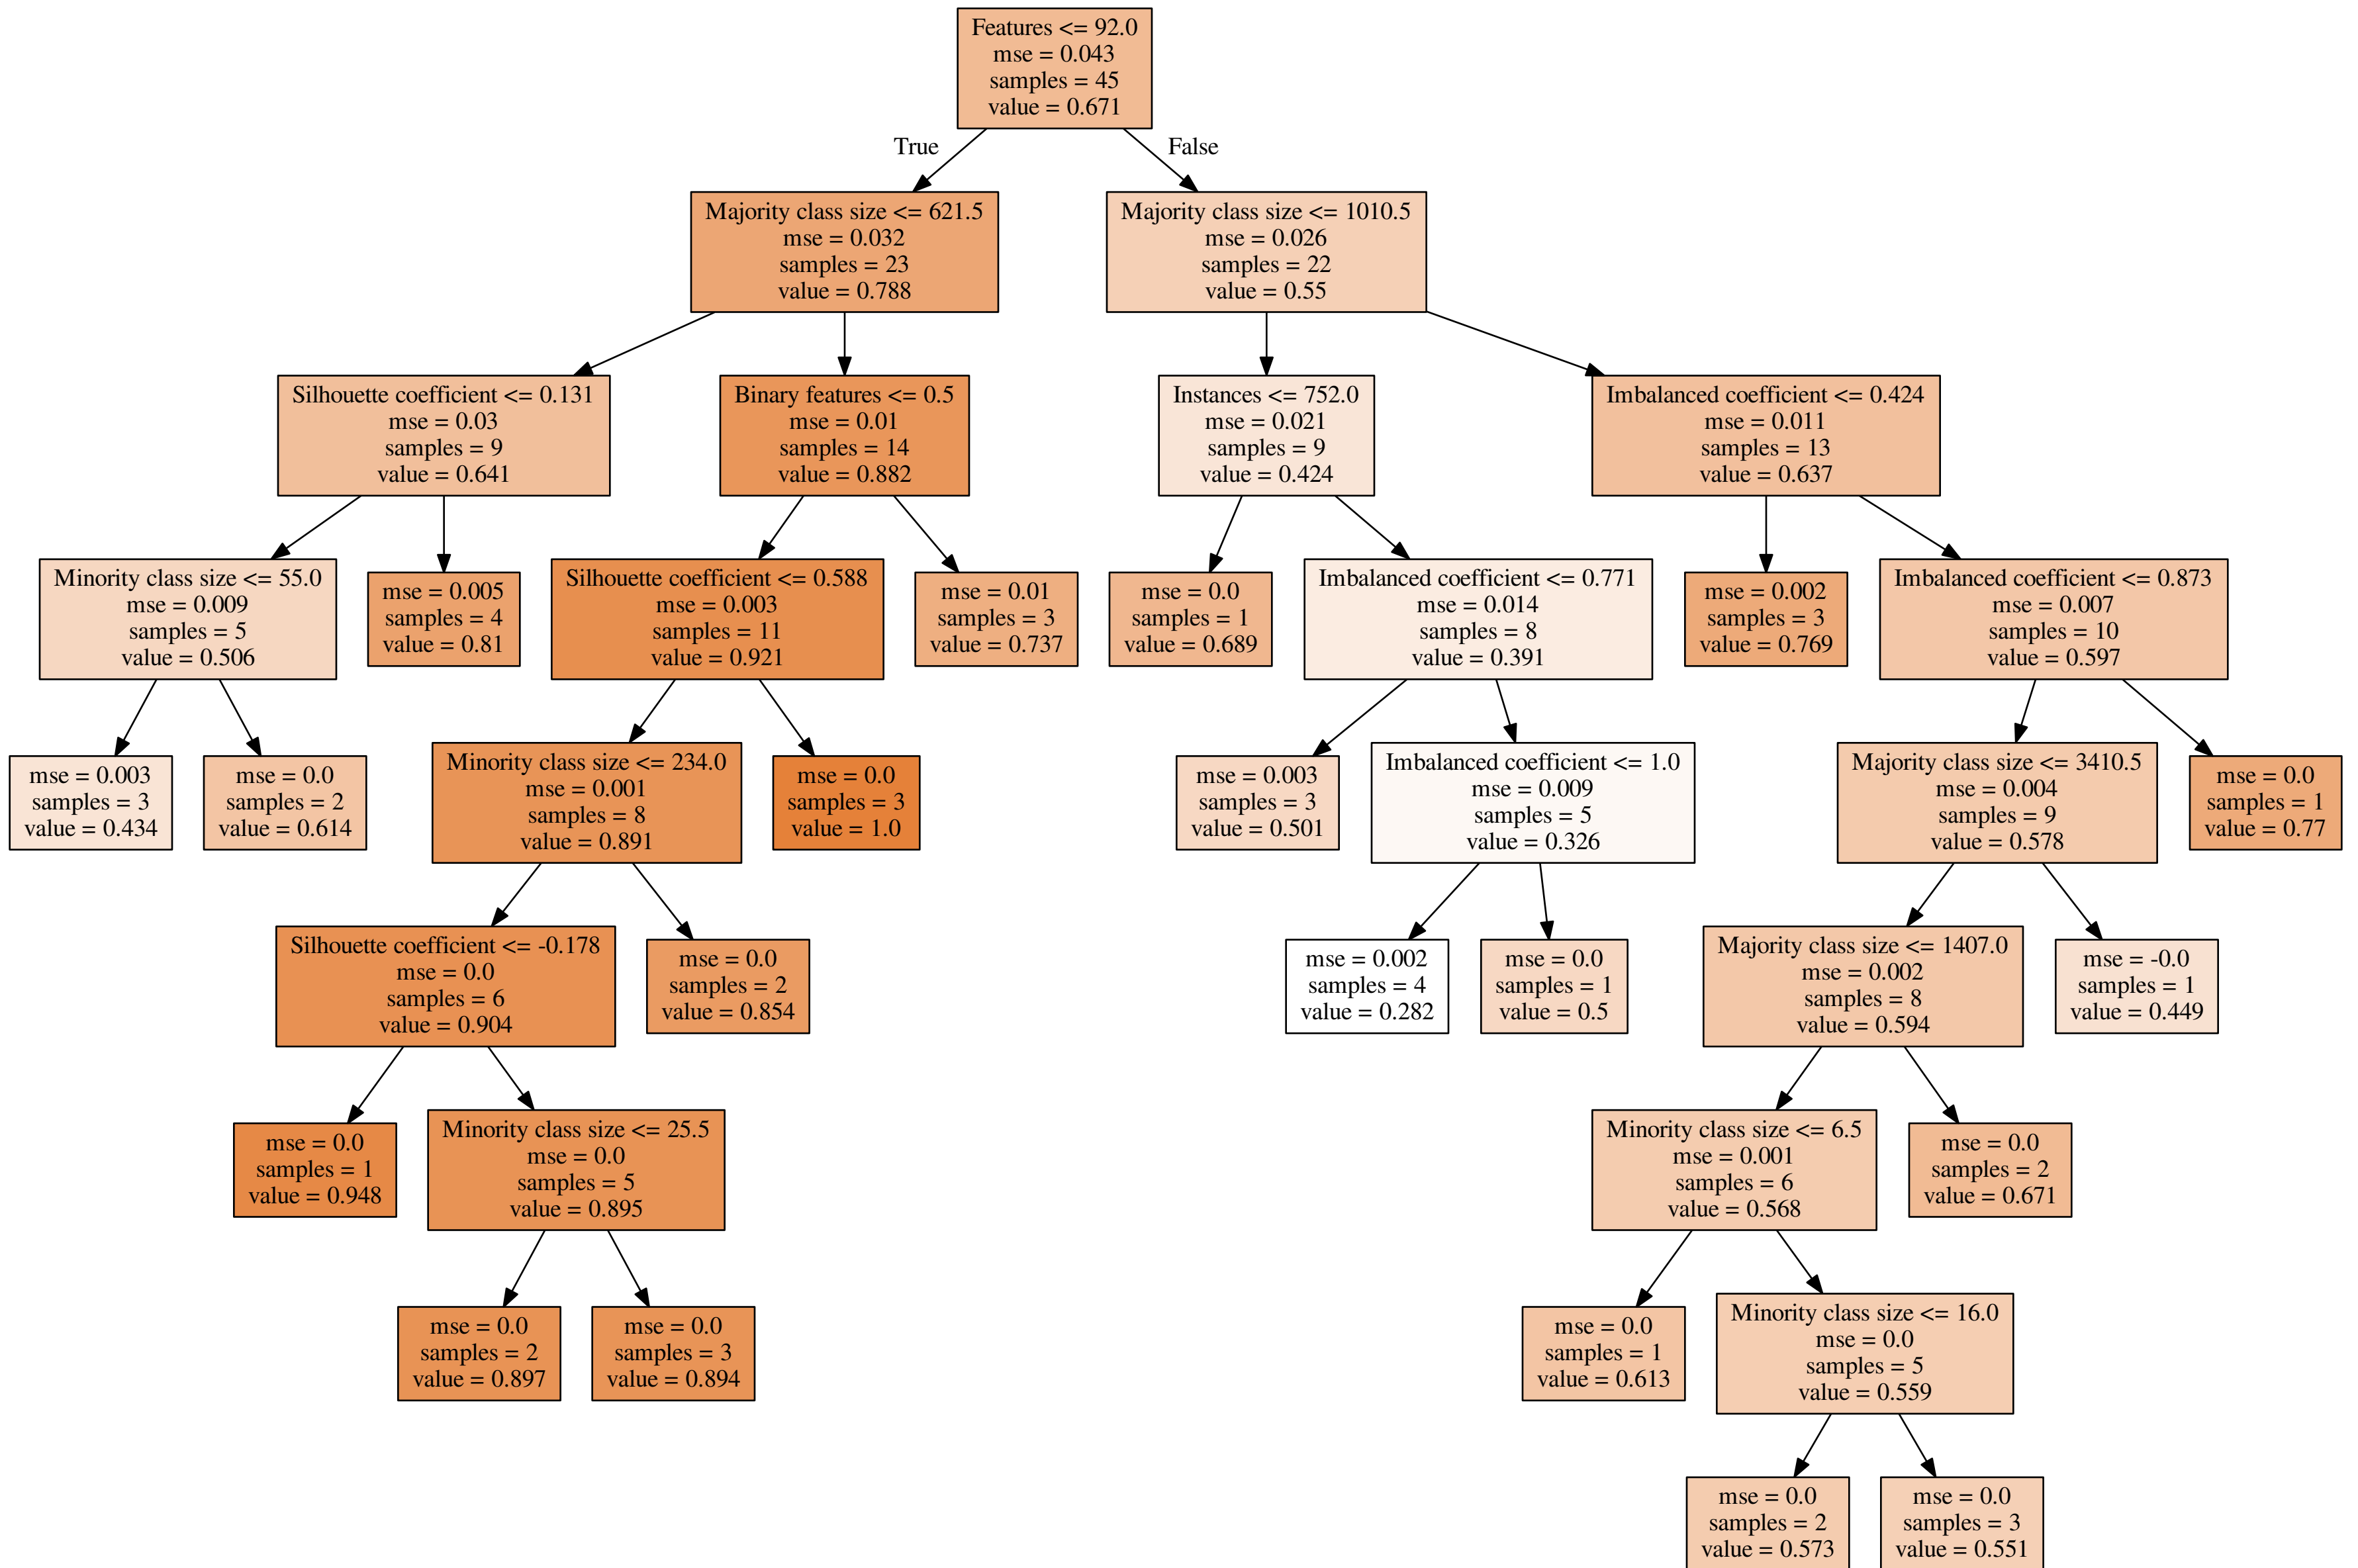 Features <= 92.0
mse = 0.043
samples = 45
value = 0.671
True
False
Majority class size <= 621.5
mse = 0.032
samples = 23
value = 0.788
Majority class size <= 1010.5
mse = 0.026
samples = 22
value = 0.55
Silhouette coefficient <= 0.131
mse = 0.03
samples = 9
value = 0.641
Binary features <= 0.5
mse = 0.01
samples = 14
value = 0.882
Instances <= 752.0
mse = 0.021
samples = 9
value = 0.424
Imbalanced coefficient <= 0.424
mse = 0.011
samples = 13
value = 0.637
Minority class size <= 55.0
mse = 0.009
samples = 5
value = 0.506
mse = 0.005
samples = 4
value = 0.81
Silhouette coefficient <= 0.588
mse = 0.003
samples = 11
value = 0.921
mse = 0.01
samples = 3
value = 0.737
mse = 0.0
samples = 1
value = 0.689
Imbalanced coefficient <= 0.771
mse = 0.014
samples = 8
value = 0.391
mse = 0.002
samples = 3
value = 0.769
Imbalanced coefficient <= 0.873
mse = 0.007
samples = 10
value = 0.597
mse = 0.003
samples = 3
value = 0.434
mse = 0.0
samples = 2
value = 0.614
Minority class size <= 234.0
mse = 0.001
samples = 8
value = 0.891
mse = 0.0
samples = 3
value = 1.0
mse = 0.003
samples = 3
value = 0.501
Imbalanced coefficient <= 1.0
mse = 0.009
samples = 5
value = 0.326
Majority class size <= 3410.5
mse = 0.004
samples = 9
value = 0.578
mse = 0.0
samples = 1
value = 0.77
Silhouette coefficient <= -0.178
mse = 0.0
samples = 6
value = 0.904
mse = 0.0
samples = 2
value = 0.854
mse = 0.002
samples = 4
value = 0.282
mse = 0.0
samples = 1
value = 0.5
Majority class size <= 1407.0
mse = 0.002
samples = 8
value = 0.594
mse = -0.0
samples = 1
value = 0.449
mse = 0.0
samples = 1
value = 0.948
Minority class size <= 25.5
mse = 0.0
samples = 5
value = 0.895
Minority class size <= 6.5
mse = 0.001
samples = 6
value = 0.568
mse = 0.0
samples = 2
value = 0.671
mse = 0.0
samples = 2
value = 0.897
mse = 0.0
samples = 3
value = 0.894
mse = 0.0
samples = 1
value = 0.613
Minority class size <= 16.0
mse = 0.0
samples = 5
value = 0.559
mse = 0.0
samples = 2
value = 0.573
mse = 0.0
samples = 3
value = 0.551